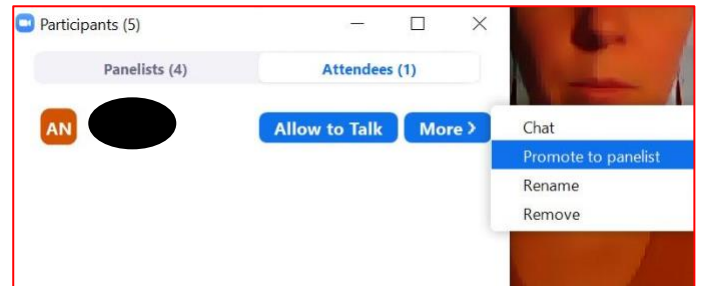 Participants (5)
Panelists (4)
Attendees (1)
AN
Allow to Talk
More >
Chat
Promote to panelist
Rename
Remove